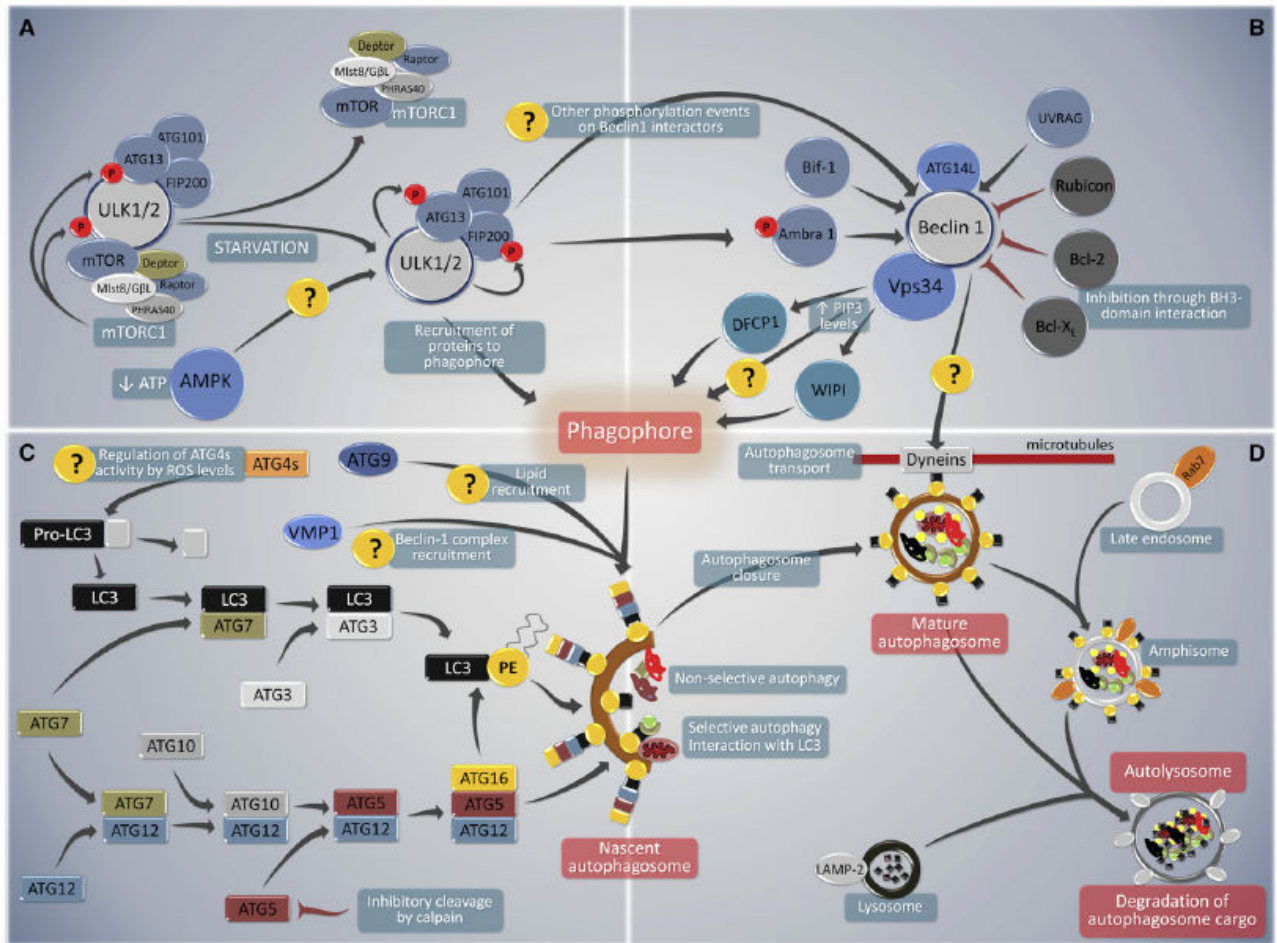 A
Deptor
Raptor
Mlst8/GβL
PHRAS40
mTOR
mTORC1
ATG101
ATG13
P
FIP200
ULK1/2
P
mTOR
Deptor
Mlst8/GβL
Raptor
PHRAS40
mTORC1
STARVATION
?
↓ ATP
AMPK
P
ATG101
ATG13
FIP200
P
ULK1/2
Recruitment of
proteins to
phagophore
B
?
Other phosphorylation events
on Beclin1 interactors
UVRAG
Bif-1
ATG14L
Rubicon
P
Ambra 1
Beclin 1
Bcl-2
Vps34
Inhibition through BH3-
domain interaction
Bcl-XL
DFCP1
↑ PIP3
levels
?
WIPI
?
Phagophore
C
?
Regulation of ATG4s
activity by ROS levels
ATG4s
ATG9
?
Lipid
recruitment
Pro-LC3
VMP1
?
Beclin-1 complex
recruitment
LC3
LC3
ATG7
LC3
ATG3
LC3
PE
ATG3
ATG7
ATG10
ATG7
ATG12
ATG10
ATG12
ATG5
ATG12
ATG16
ATG5
ATG12
ATG12
ATG5
Inhibitory cleavage
by calpain
Non-selective autophagy
Selective autophagy
Interaction with LC3
Nascent
autophagosome
D
Autophagosome
transport
Dyneins
microtubules
Rab7
Late endosome
Autophagosome
closure
Mature
autophagosome
Amphisome
Autolysosome
LAMP-2
Lysosome
Degradation of
autophagosome cargo